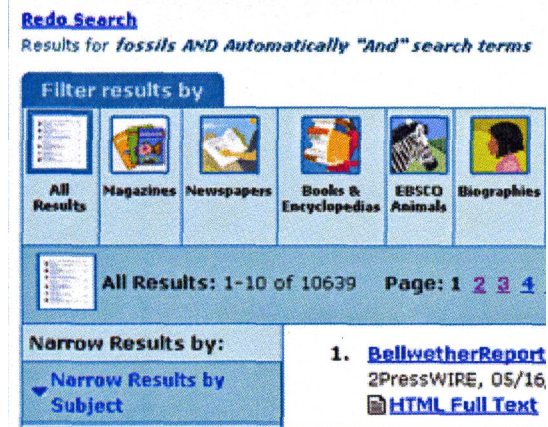 Redo Search
Results for fossils AND Automatically "And" search terms
Filter results by
All Results
Magazines
Newspapers
Books & Encyclopedias
EBSCO Animals
Biographies
All Results: 1-10 of 10639 Page: 1 2 3 4
Narrow Results by:
1. BellwetherReport
2PressWIRE, 05/16,
Narrow Results by
Subject
HTML Full Text